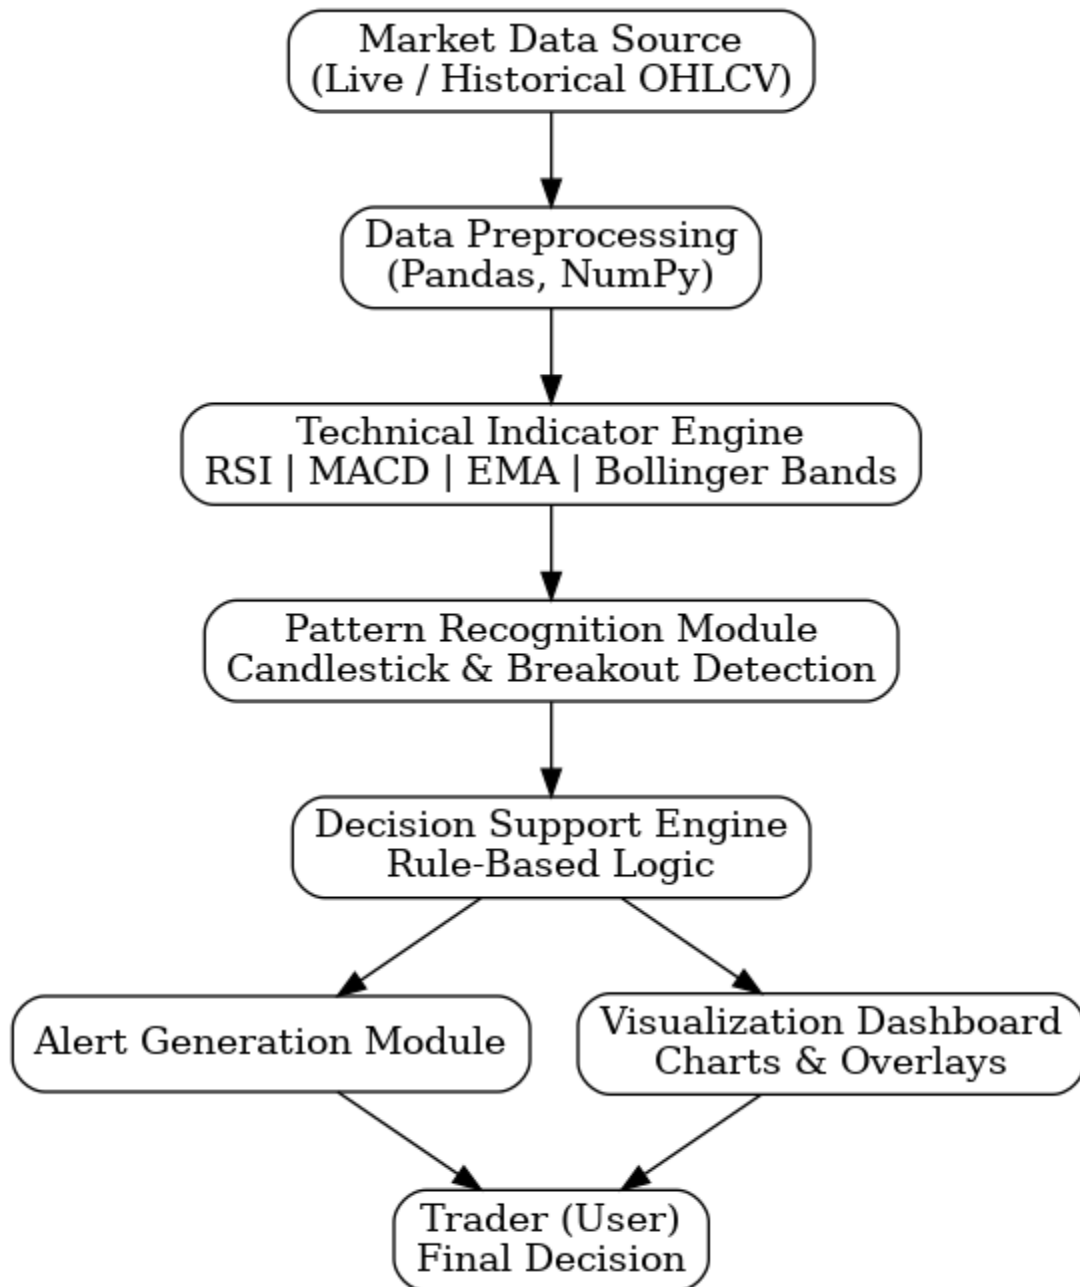 Market Data Source
(Live / Historical OHLCV)
Data Preprocessing
(Pandas, NumPy)
Technical Indicator Engine
RSI | MACD | EMA | Bollinger Bands
Pattern Recognition Module
Candlestick & Breakout Detection
Decision Support Engine
Rule-Based Logic
Alert Generation Module
Visualization Dashboard
Charts & Overlays
Trader (User)
Final Decision